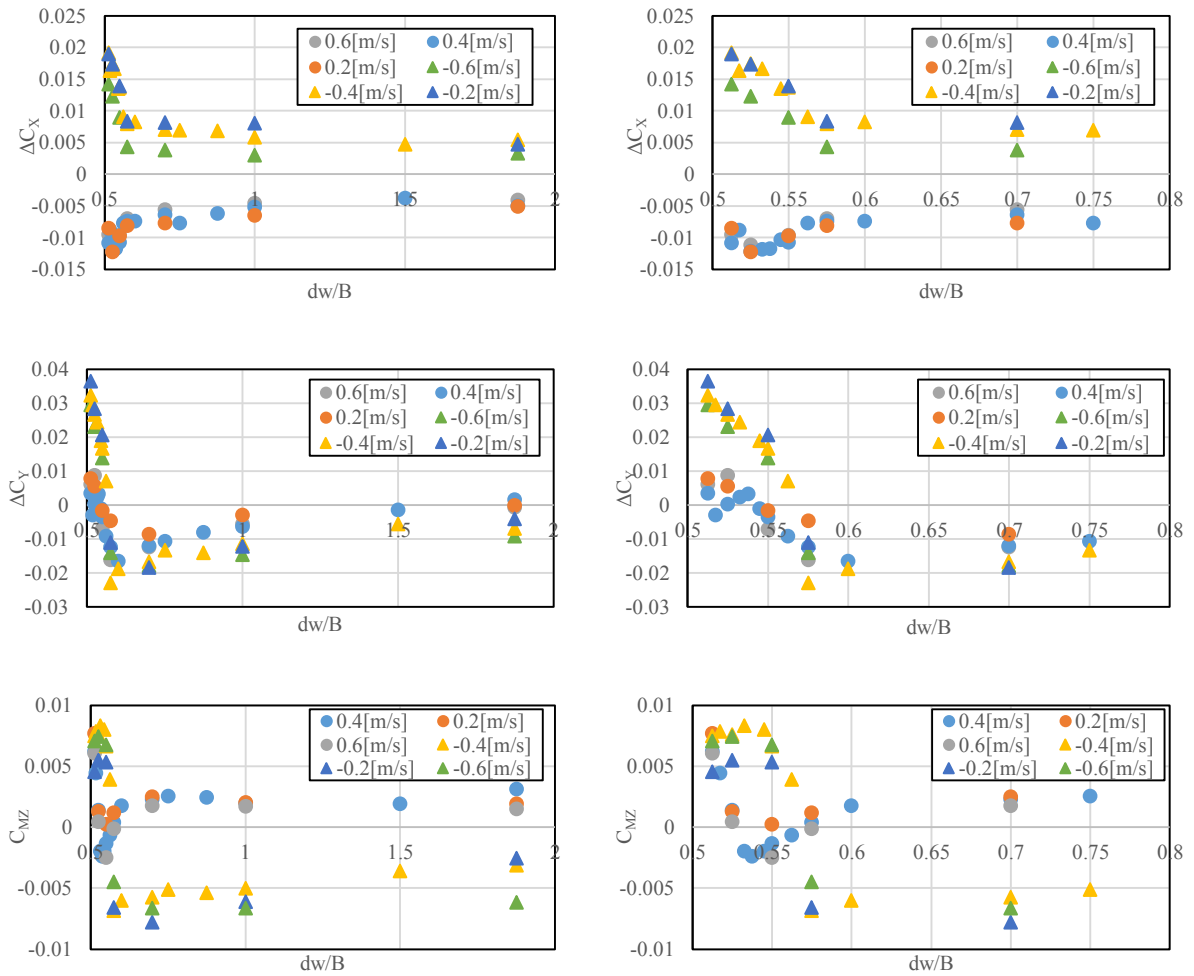 0.025
0.02
0.015
0.01
0.005
0
-0.005
-0.01
-0.015
ΔC_X
0.5 1 1.5 2
dw/B
0.6[m/s] 0.4[m/s]
0.2[m/s] -0.6[m/s]
-0.4[m/s] -0.2[m/s]
0.025
0.02
0.015
0.01
0.005
0
-0.005
-0.01
-0.015
ΔC_X
0.5 0.55 0.6 0.65 0.7 0.75 0.8
dw/B
0.6[m/s] 0.4[m/s]
0.2[m/s] -0.6[m/s]
-0.4[m/s] -0.2[m/s]
0.04
0.03
0.02
0.01
0
-0.01
-0.02
-0.03
ΔC_Y
0.5 1 1.5 2
dw/B
0.6[m/s] 0.4[m/s]
0.2[m/s] -0.6[m/s]
-0.4[m/s] -0.2[m/s]
0.04
0.03
0.02
0.01
0
-0.01
-0.02
-0.03
ΔC_Y
0.5 0.55 0.6 0.65 0.7 0.75 0.8
dw/B
0.6[m/s] 0.4[m/s]
0.2[m/s] -0.6[m/s]
-0.4[m/s] -0.2[m/s]
0.01
0.005
0
-0.005
-0.01
C_MZ
0.5 1 1.5 2
dw/B
0.4[m/s] 0.2[m/s]
0.6[m/s] -0.4[m/s]
-0.2[m/s] -0.6[m/s]
0.01
0.005
0
-0.005
-0.01
C_MZ
0.5 0.55 0.6 0.65 0.7 0.75 0.8
dw/B
0.4[m/s] 0.2[m/s]
0.6[m/s] -0.4[m/s]
-0.2[m/s] -0.6[m/s]